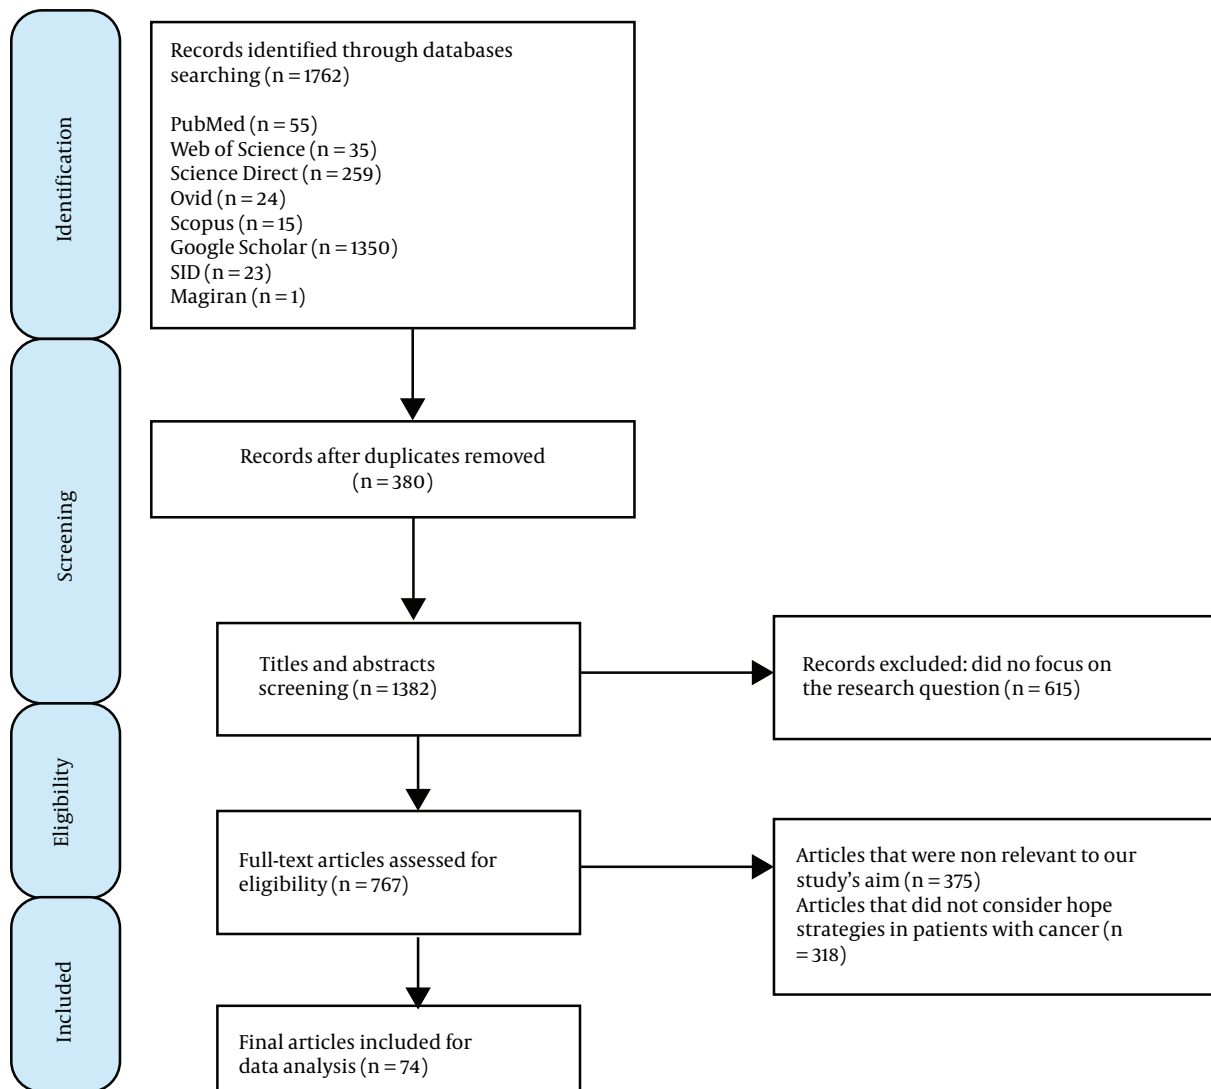 Identification
Records identified through databases
searching (n = 1762)
PubMed (n = 55)
Web of Science (n = 35)
Science Direct (n = 259)
Ovid (n = 24)
Scopus (n = 15)
Google Scholar (n = 1350)
SID (n = 23)
Magiran (n = 1)
Screening
Records after duplicates removed
(n = 380)
Titles and abstracts
screening (n = 1382)
Records excluded: did no focus on
the research question (n = 615)
Eligibility
Full-text articles assessed for
eligibility (n = 767)
Articles that were non relevant to our
study's aim (n = 375)
Articles that did not consider hope
strategies in patients with cancer (n
= 318)
Included
Final articles included for
data analysis (n = 74)